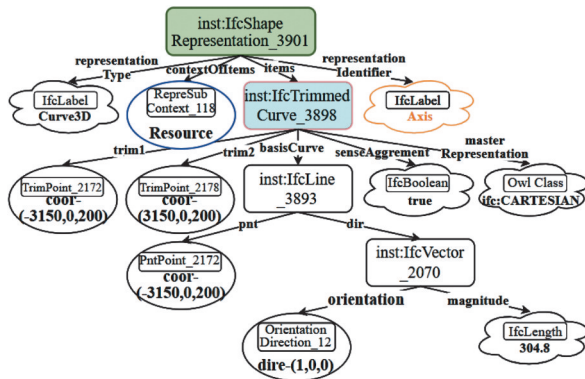 inst:IfcShape
Representation_3901
representation
Type
contextOfItems
items
representation
Identifier
IfcLabel
Curve3D
RepreSub
Context_118
Resource
inst:IfcTrimmed
Curve_3898
IfcLabel
Axis
trim1
trim2
basisCurve
senseAggrement
master
Representation
TrimPoint_2172
coor-
(-3150,0,200)
TrimPoint_2178
coor-
(3150,0,200)
inst:IfcLine
_3893
IfcBoolean
true
Owl Class
ifc:CARTESIAN
pnt
dir
PntPoint_2172
coor-
(-3150,0,200)
inst:IfcVector
_2070
orientation
magnitude
Orientation
Direction_12
dire-(1,0,0)
IfcLength
304.8